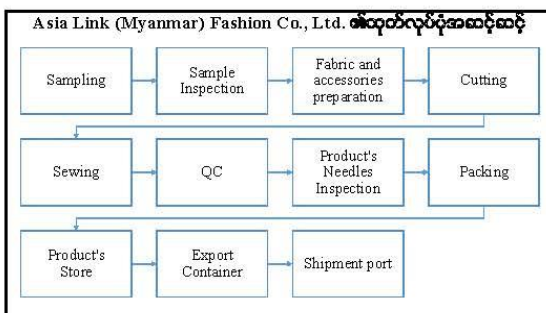 Asia Link (Myanmar) Fashion Co., Ltd. ၏ထုတ်လုပ်ပုံအဆင့်ဆင့်
Sampling
Sample
Inspection
Fabric and
accessories
preparation
Cutting
Sewing
QC
Product's
Needles
Inspection
Packing
Product's
Store
Export
Container
Shipment port